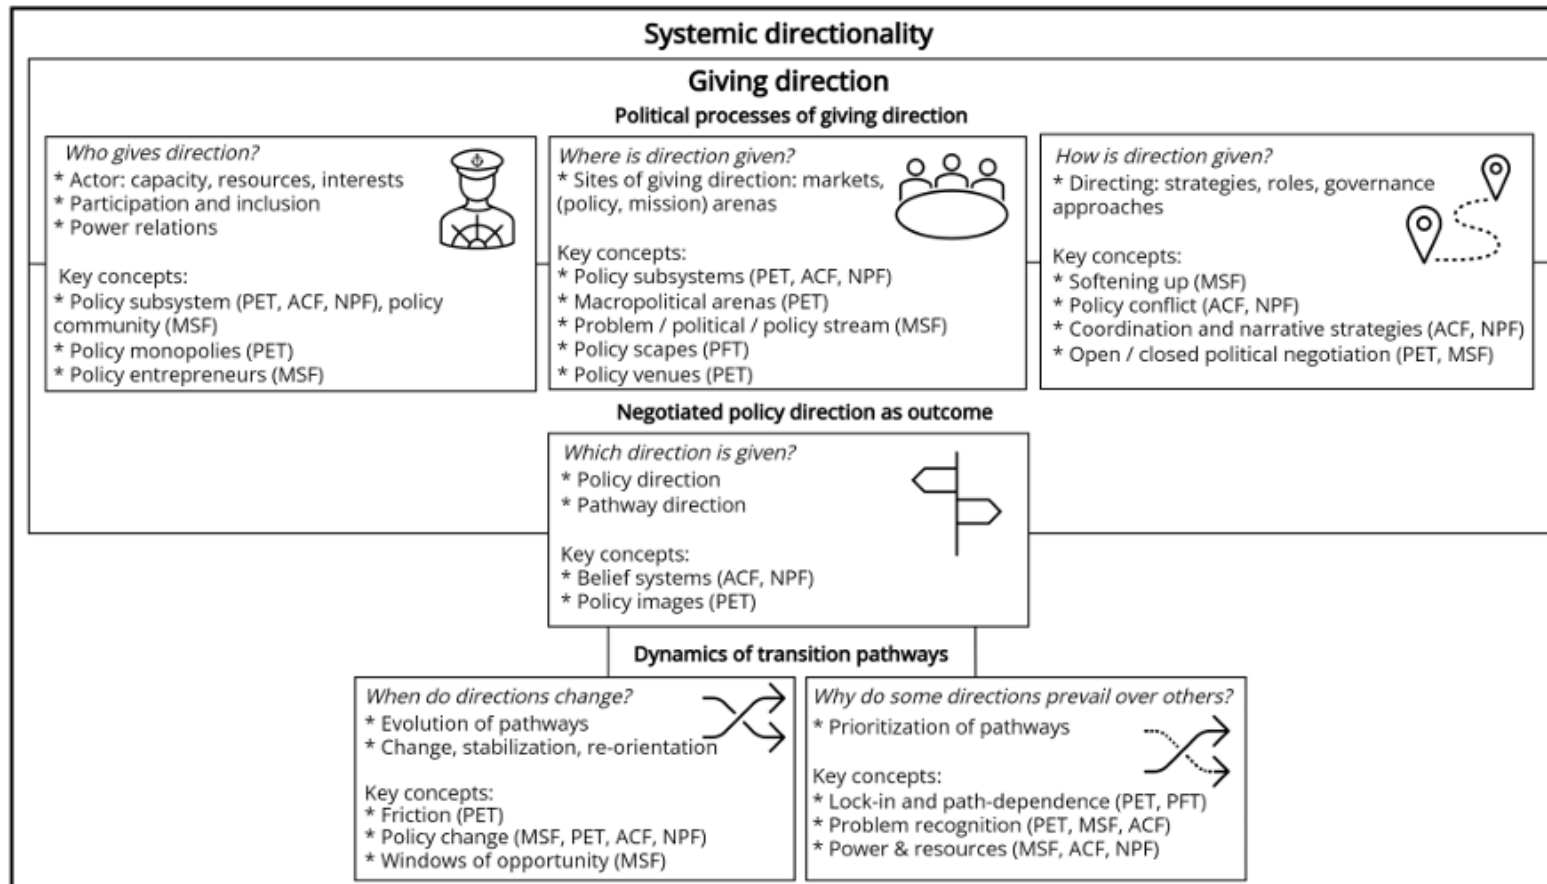 Systemic directionality
Giving direction
Political processes of giving direction
Who gives direction?
* Actor: capacity, resources, interests
* Participation and inclusion
* Power relations
Key concepts:
* Policy subsystem (PET, ACF, NPF), policy
community (MSF)
* Policy monopolies (PET)
* Policy entrepreneurs (MSF)
Where is direction given?
* Sites of giving direction: markets,
(policy, mission) arenas
Key concepts:
* Policy subsystems (PET, ACF, NPF)
* Macropolitical arenas (PET)
* Problem / political / policy stream (MSF)
* Policy scapes (PFT)
* Policy venues (PET)
How is direction given?
* Directing: strategies, roles, governance
approaches
Key concepts:
* Softening up (MSF)
* Policy conflict (ACF, NPF)
* Coordination and narrative strategies (ACF, NPF)
* Open / closed political negotiation (PET, MSF)
Negotiated policy direction as outcome
Which direction is given?
* Policy direction
* Pathway direction
Key concepts:
* Belief systems (ACF, NPF)
* Policy images (PET)
Dynamics of transition pathways
When do directions change?
* Evolution of pathways
* Change, stabilization, re-orientation
Key concepts:
* Friction (PET)
* Policy change (MSF, PET, ACF, NPF)
* Windows of opportunity (MSF)
Why do some directions prevail over others?
* Prioritization of pathways
Key concepts:
* Lock-in and path-dependence (PET, PFT)
* Problem recognition (PET, MSF, ACF)
* Power & resources (MSF, ACF, NPF)